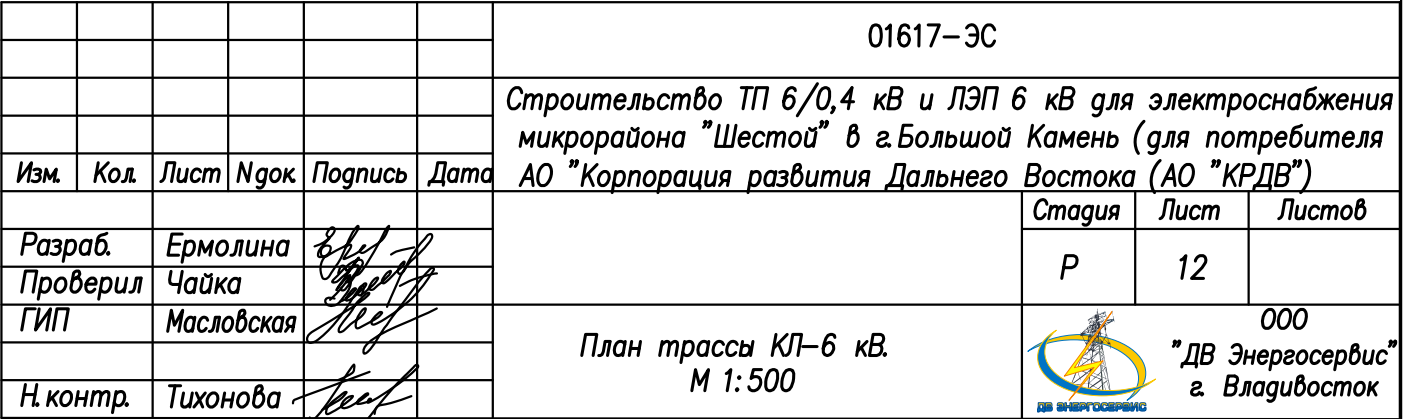 01617-ЭС
Строительство ТП 6/0,4 кВ и ЛЭП 6 кВ для электроснабжения
микрорайона "Шестой" в г.Большой Камень (для потребителя
АО "Корпорация развития Дальнего Востока (АО "КРДВ")
Изм. Кол. Лист Nдок. Подпись Дата
Стадия Лист Листов
Разраб. Ермолина
Проверил Чайка
Р 12
ГИП Масловская
План трассы КЛ-6 кВ.
М 1:500
Н.контр. Тихонова
ООО
"ДВ Энергосервис"
г. Владивосток
ДВ ЭНЕРГОСЕРВИС